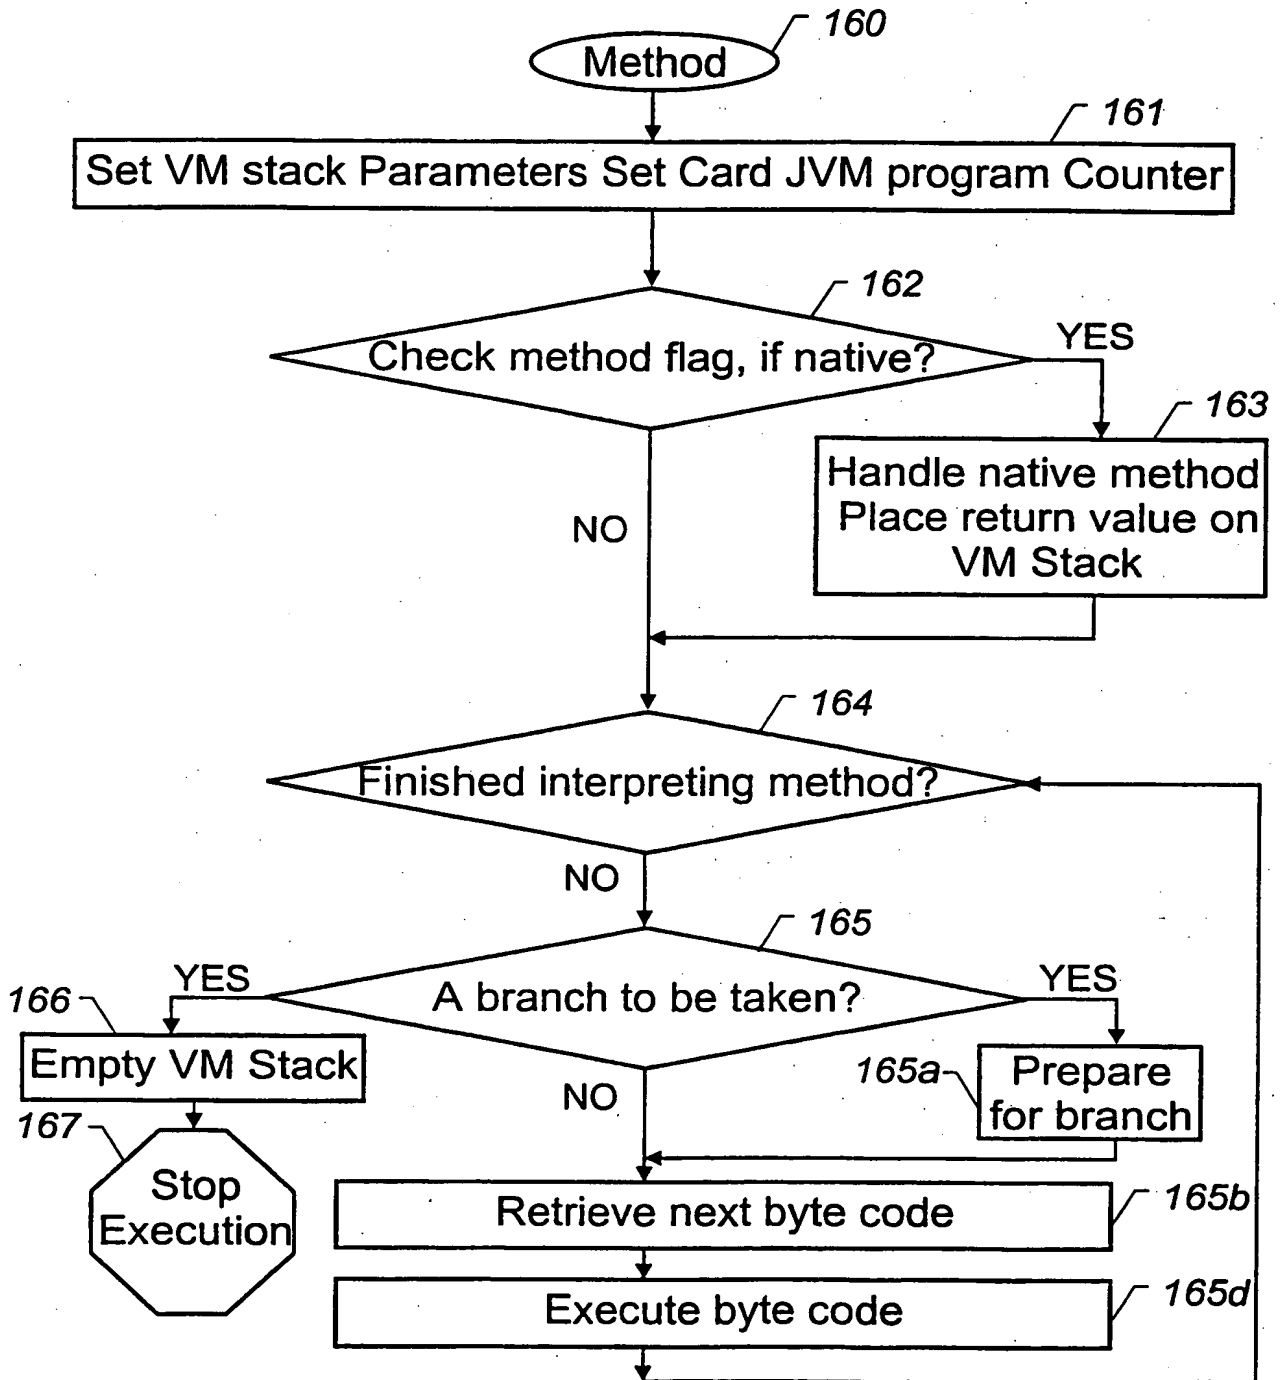 160
Method
161
Set VM stack Parameters Set Card JVM program Counter
162
Check method flag, if native?
YES
163
Handle native method
Place return value on
VM Stack
NO
164
Finished interpreting method?
NO
165
YES
A branch to be taken?
YES
166
Empty VM Stack
165a
Prepare
for branch
NO
167
Stop
Execution
Retrieve next byte code
165b
Execute byte code
165d